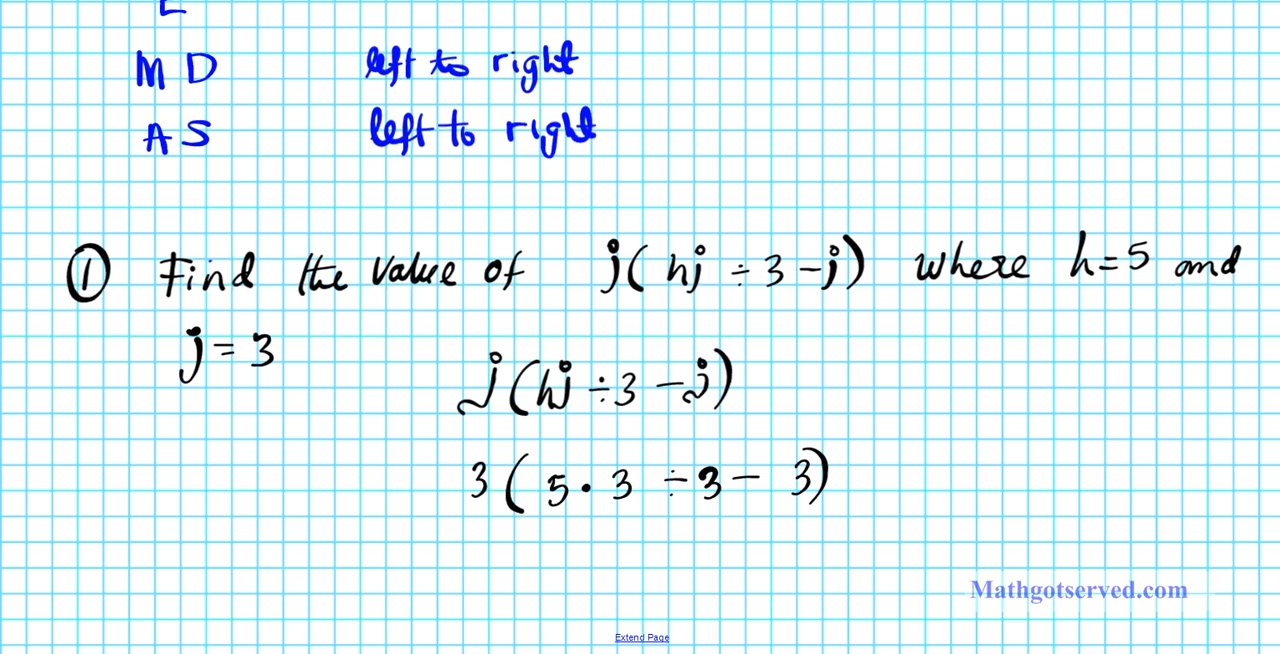 E
M D left to right
A S left to right
① Find the value of j( hj ÷ 3 - j) where h=5 and
j = 3
j(hj ÷ 3 - j)
3 ( 5 · 3 ÷ 3 - 3)
Mathgotserved.com
Extend Page